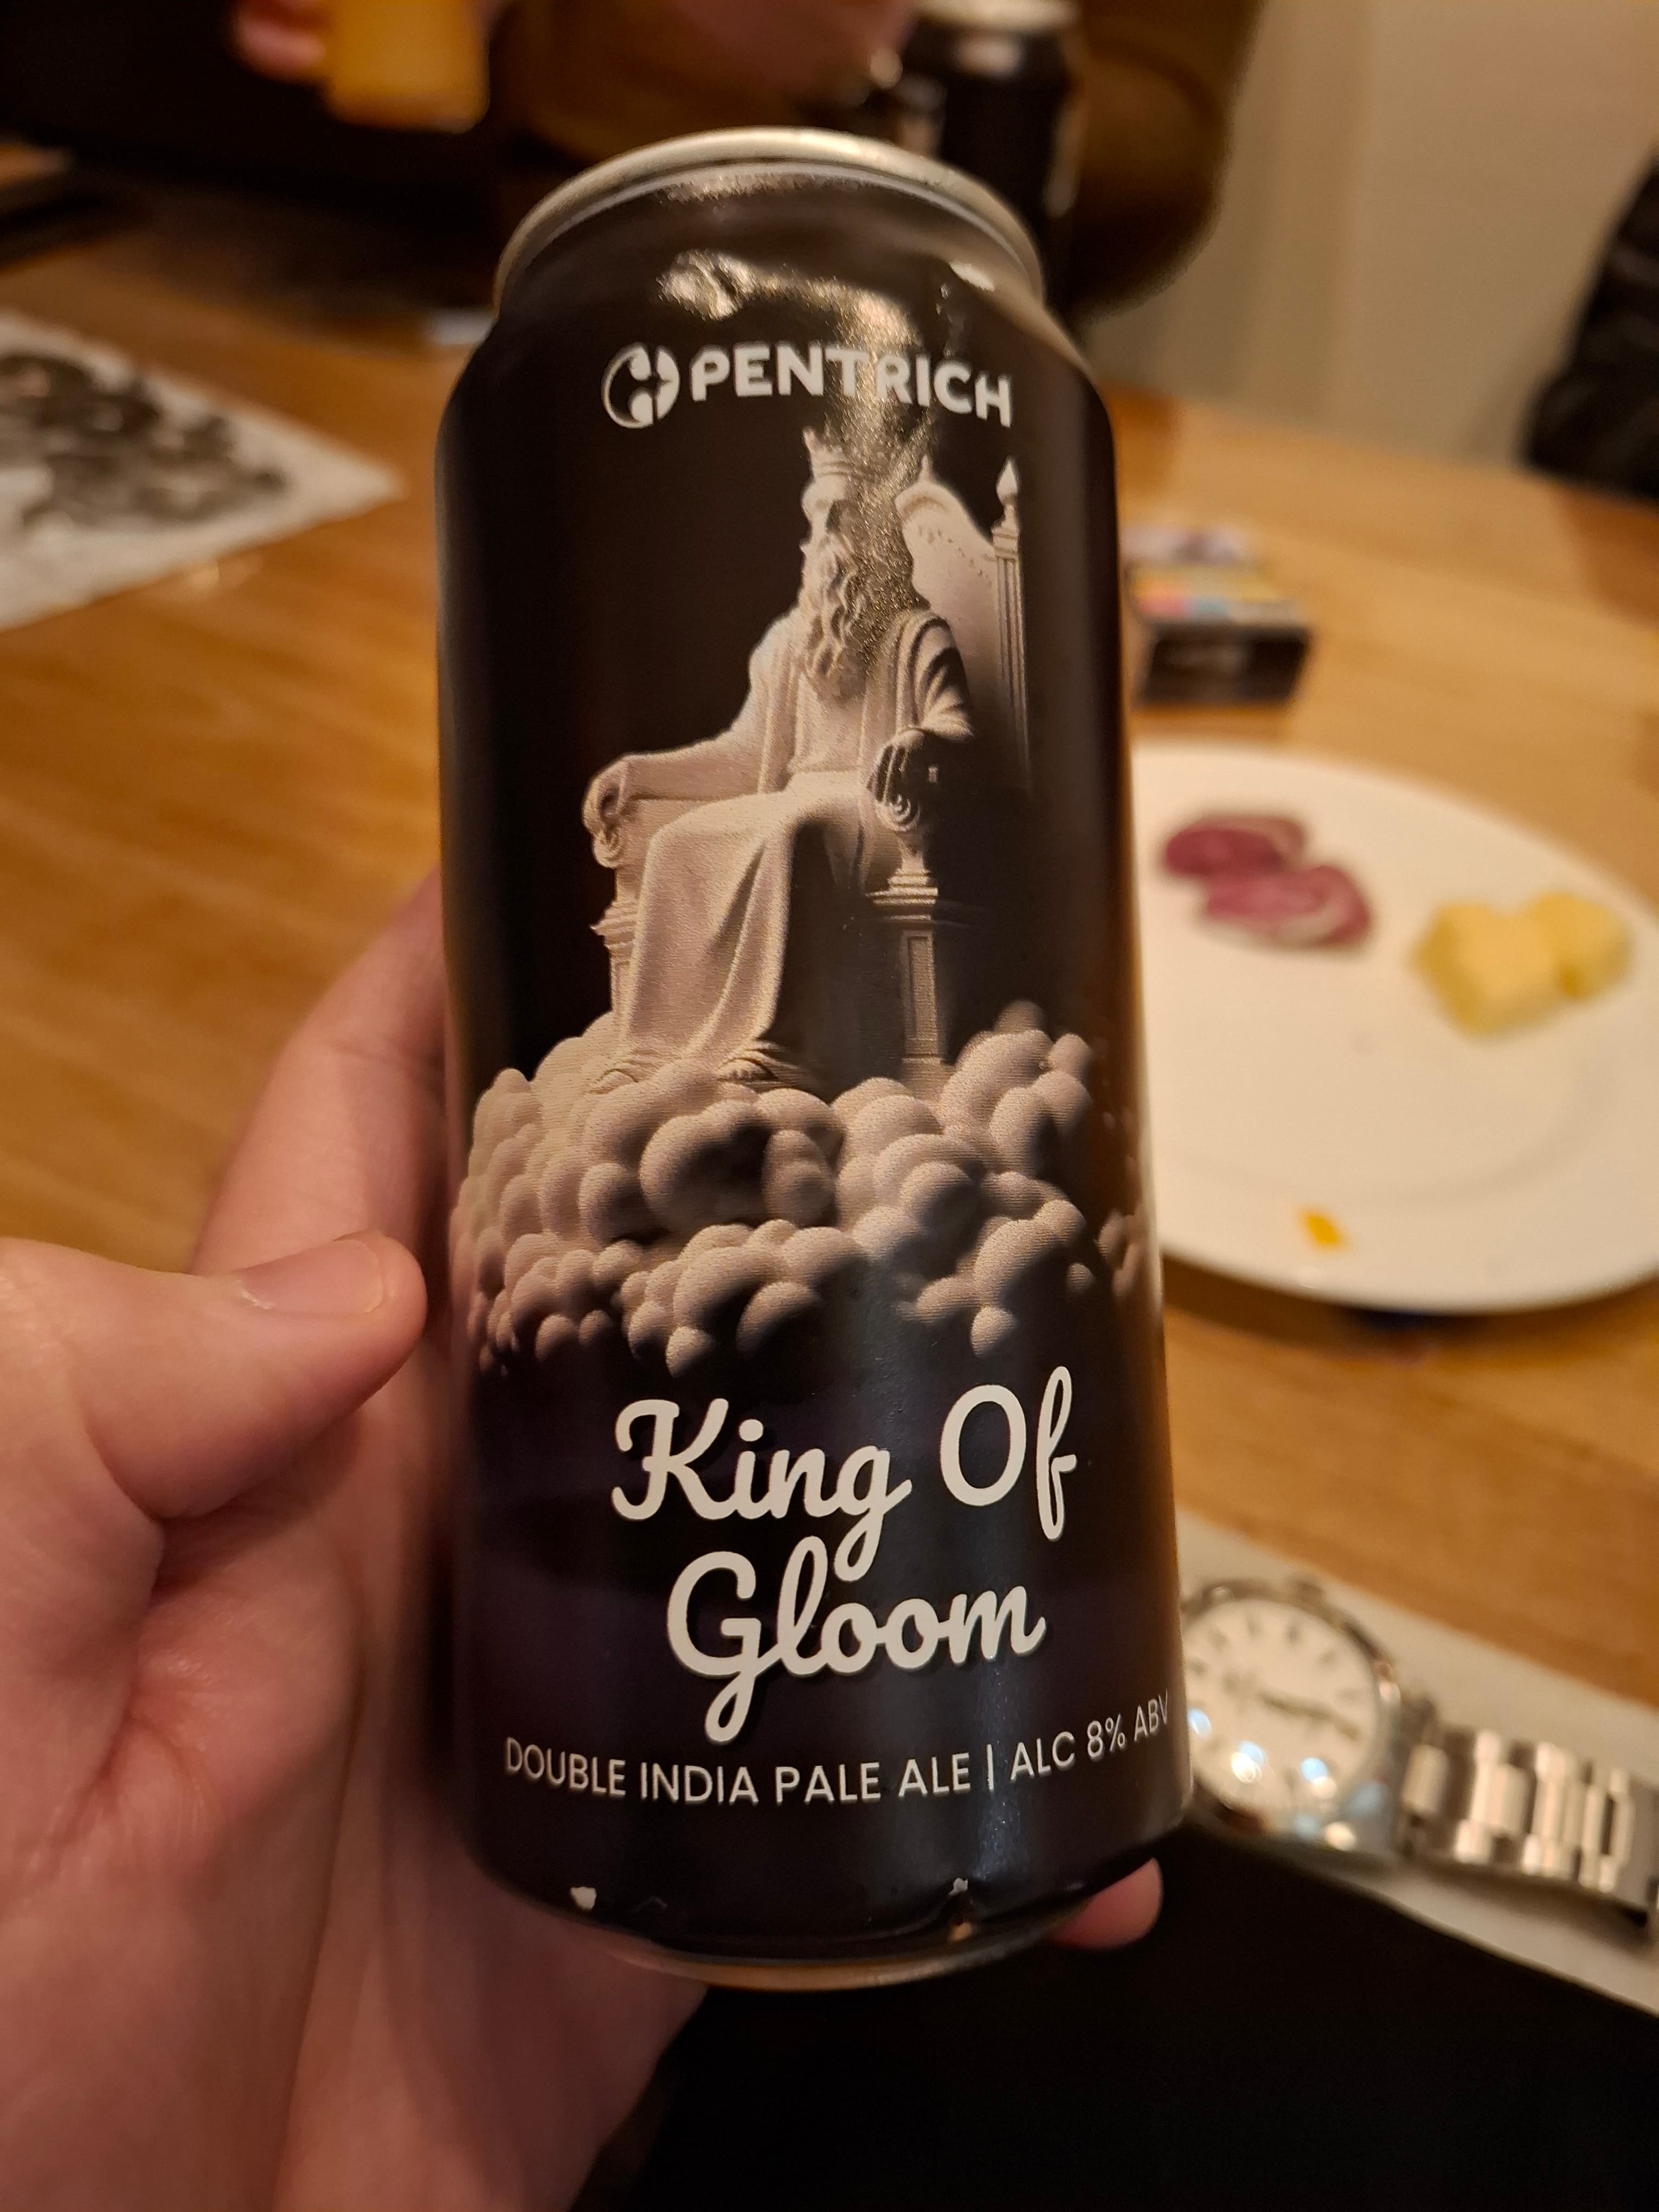 PENTRICH
King Of
Gloom
DOUBLE INDIA PALE ALE | ALC 8% ABV